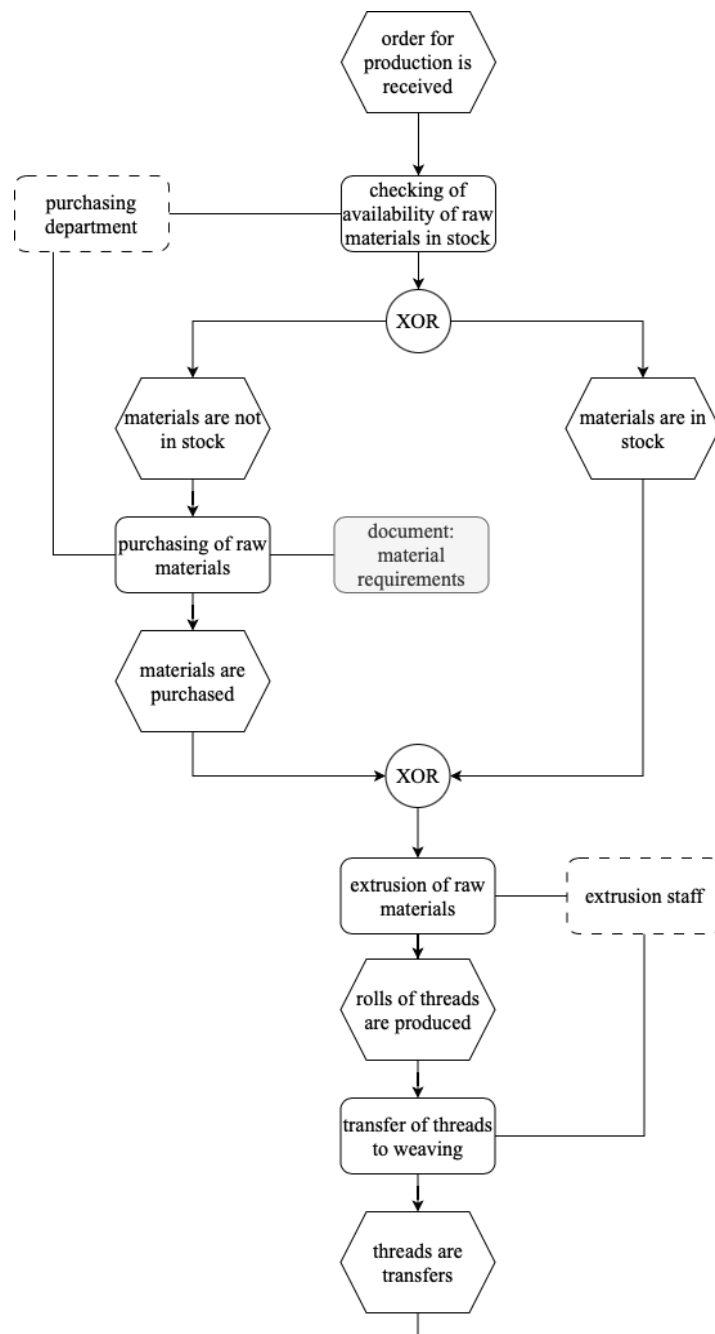 order for
production is
received
purchasing
department
checking of
availability of raw
materials in stock
XOR
materials are not
in stock
materials are in
stock
purchasing of raw
materials
document:
material
requirements
materials are
purchased
XOR
extrusion of raw
materials
extrusion staff
rolls of threads
are produced
transfer of threads
to weaving
threads are
transfers